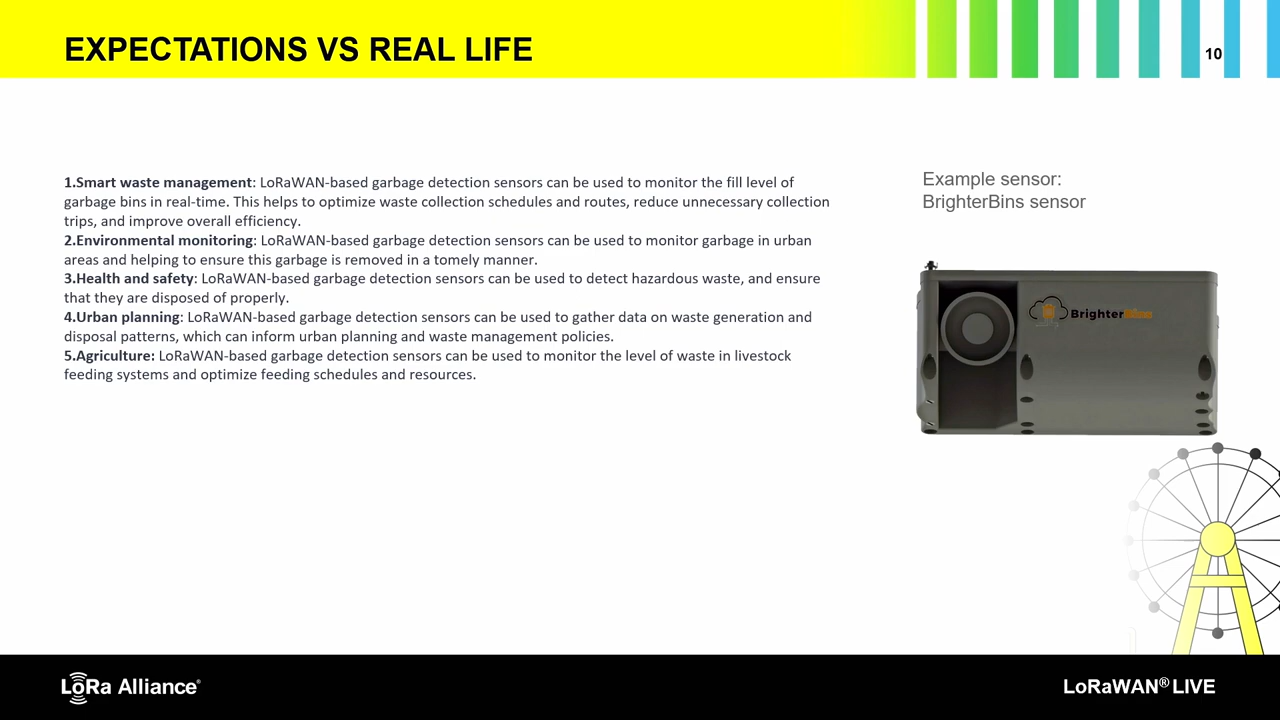 EXPECTATIONS VS REAL LIFE
10
1.Smart waste management: LoRaWAN-based garbage detection sensors can be used to monitor the fill level of
garbage bins in real-time. This helps to optimize waste collection schedules and routes, reduce unnecessary collection
trips, and improve overall efficiency.
2.Environmental monitoring: LoRaWAN-based garbage detection sensors can be used to monitor garbage in urban
areas and helping to ensure this garbage is removed in a tomely manner.
3.Health and safety: LoRaWAN-based garbage detection sensors can be used to detect hazardous waste, and ensure
that they are disposed of properly.
4.Urban planning: LoRaWAN-based garbage detection sensors can be used to gather data on waste generation and
disposal patterns, which can inform urban planning and waste management policies.
5.Agriculture: LoRaWAN-based garbage detection sensors can be used to monitor the level of waste in livestock
feeding systems and optimize feeding schedules and resources.
Example sensor:
BrighterBins sensor
BrighterBins
LoRa Alliance®
LoRaWAN® LIVE